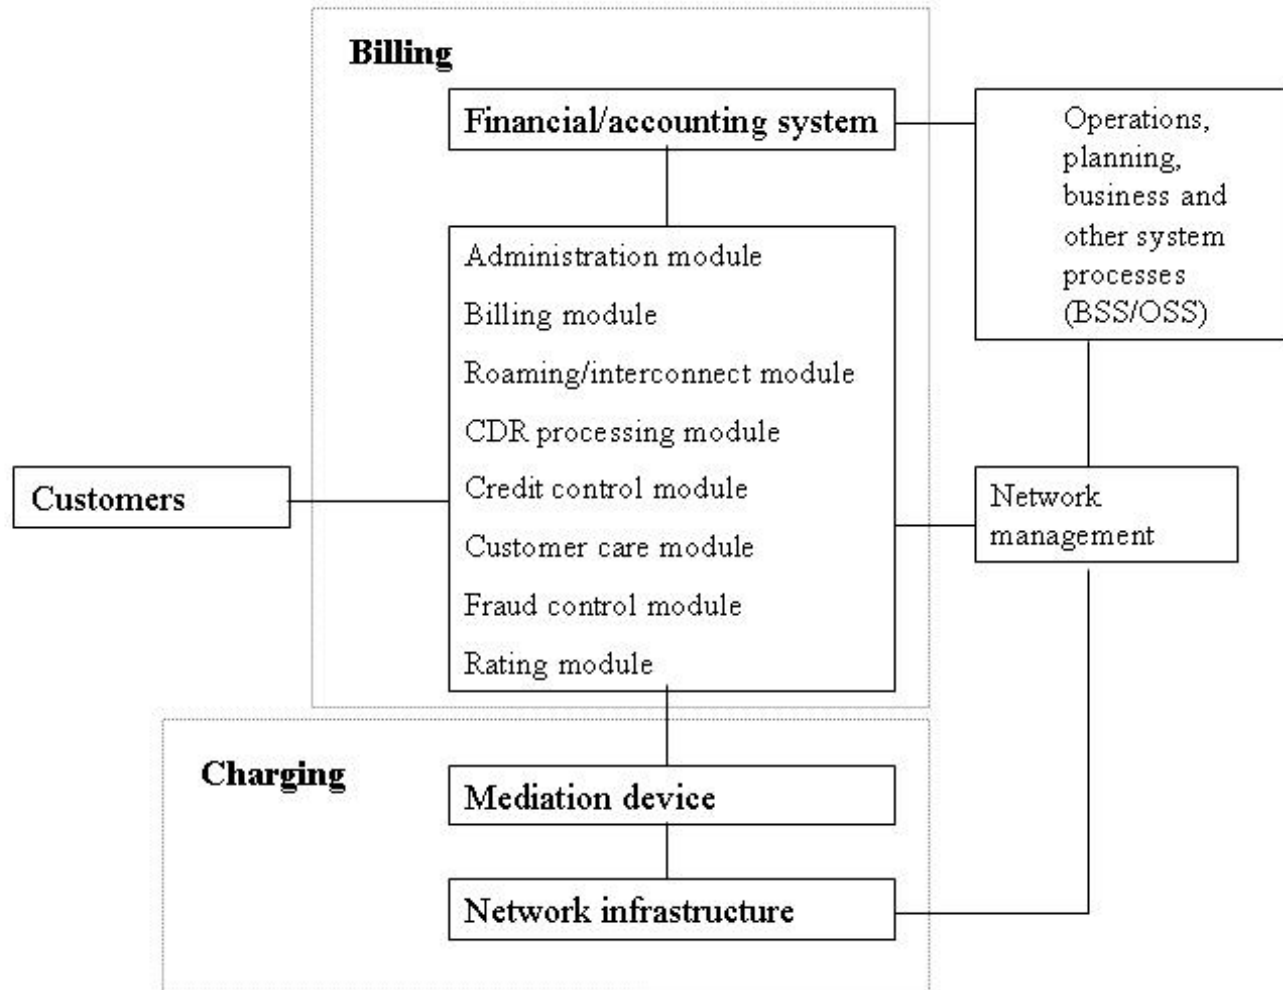 Billing
Financial/accounting system
Operations,
planning,
business and
other system
processes
(BSS/OSS)
Administration module
Billing module
Roaming/interconnect module
CDR processing module
Credit control module
Customer care module
Fraud control module
Rating module
Customers
Network
management
Charging
Mediation device
Network infrastructure